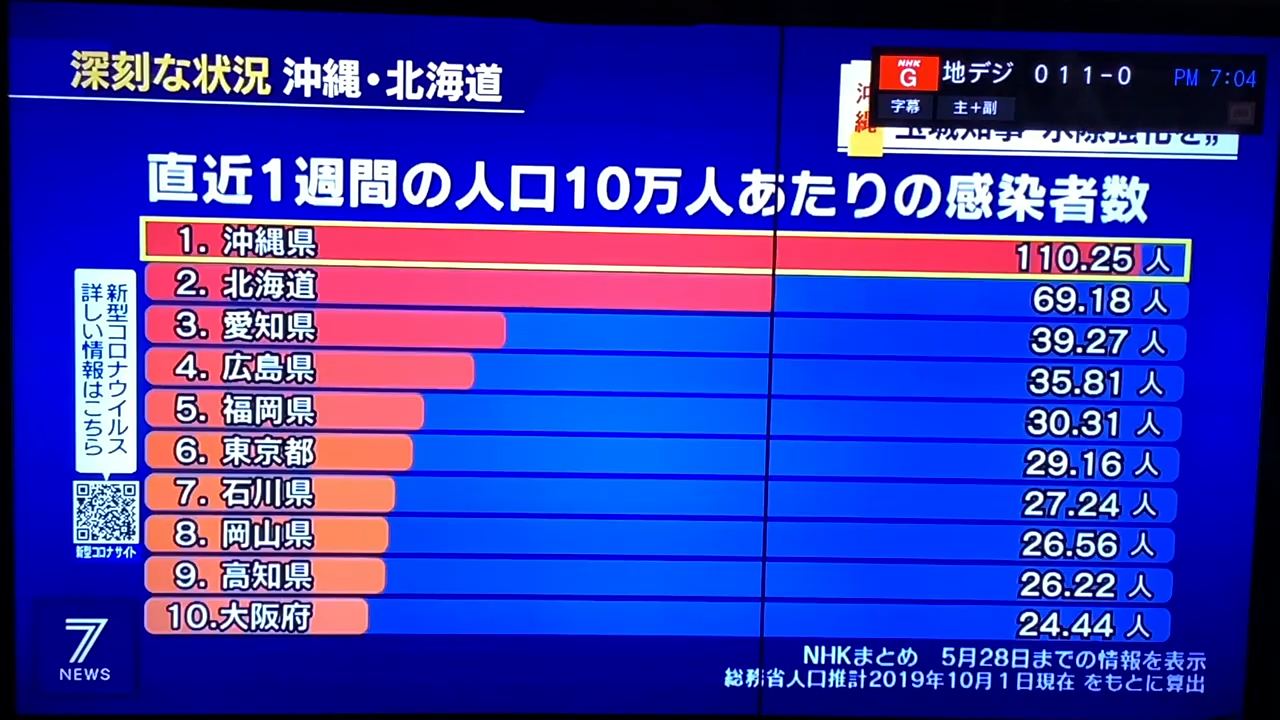 深刻な状況 沖縄・北海道
NHK
G
地デジ 011-0 PM 7:04
字幕 主+副
沖縄
直近1週間の人口10万人あたりの感染者数
1. 沖縄県 110.25 人
2. 北海道 69.18 人
3. 愛知県 39.27 人
4. 広島県 35.81 人
5. 福岡県 30.31 人
6. 東京都 29.16 人
7. 石川県 27.24 人
8. 岡山県 26.56 人
9. 高知県 26.22 人
10.大阪府 24.44 人
新型コロナウイルス
詳しい情報はこちら
新型コロナサイト
7
NEWS
NHKまとめ 5月28日までの情報を表示
総務省人口推計2019年10月1日現在 をもとに算出